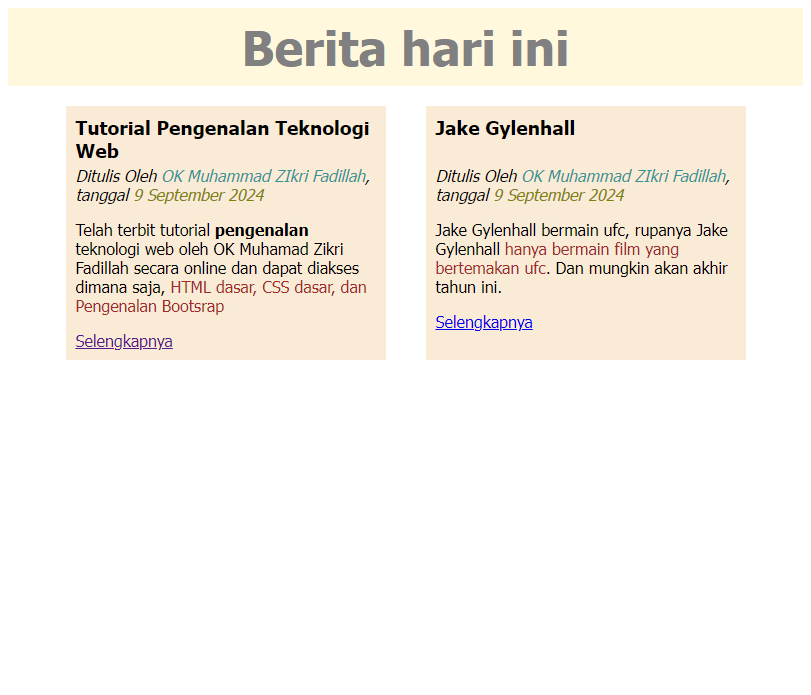 Berita hari ini
Tutorial Pengenalan Teknologi
Web
Ditulis Oleh OK Muhammad ZIkri Fadillah,
tanggal 9 September 2024
Telah terbit tutorial pengenalan
teknologi web oleh OK Muhamad Zikri
Fadillah secara online dan dapat diakses
dimana saja, HTML dasar, CSS dasar, dan
Pengenalan Bootsrap
Selengkapnya
Jake Gylenhall
Ditulis Oleh OK Muhammad ZIkri Fadillah,
tanggal 9 September 2024
Jake Gylenhall bermain ufc, rupanya Jake
Gylenhall hanya bermain film yang
bertemakan ufc. Dan mungkin akan akhir
tahun ini.
Selengkapnya